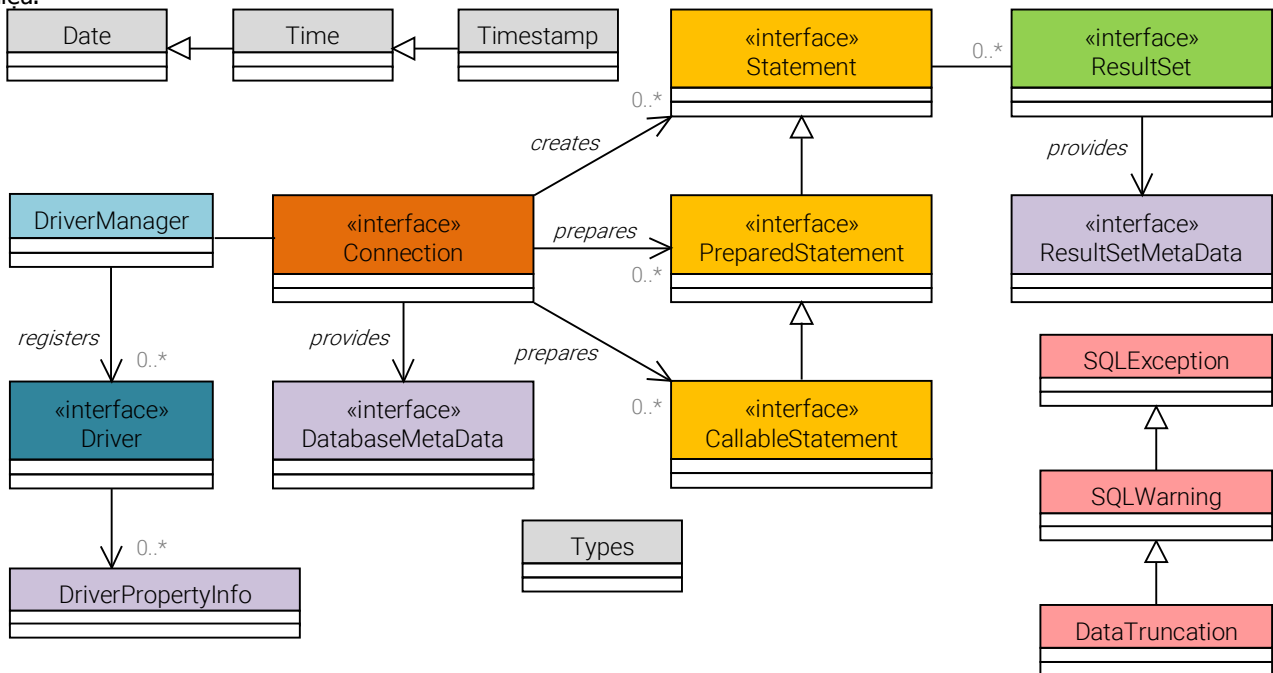 Date
Time
Timestamp
«interface»
Statement
0..*
«interface»
ResultSet
0..*
creates
provides
DriverManager
«interface»
Connection
prepares
0..*
«interface»
PreparedStatement
«interface»
ResultSetMetaData
registers
0..*
provides
prepares
0..*
SQLException
«interface»
Driver
«interface»
DatabaseMetaData
«interface»
CallableStatement
SQLWarning
0..*
Types
DriverPropertyInfo
DataTruncation